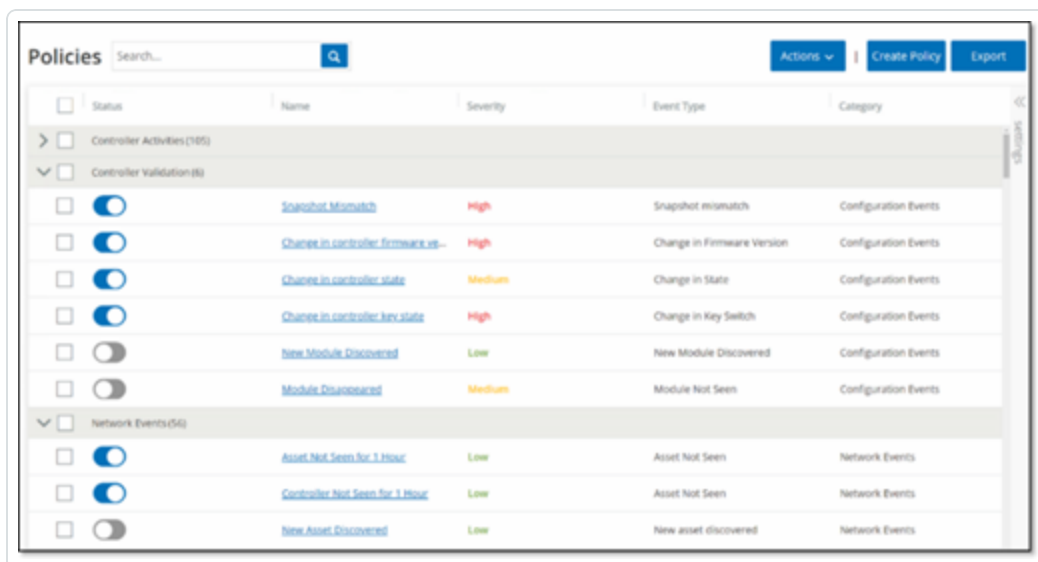 Policies Search... Actions | Create Policy Export
Status Name Severity Event Type Category
settings
Controller Activities (105)
Controller Validation (6)
Snapshot Mismatch High Snapshot mismatch Configuration Events
Change in controller firmware ve... High Change in Firmware Version Configuration Events
Change in controller state Medium Change in State Configuration Events
Change in controller key state High Change in Key Switch Configuration Events
New Module Discovered Low New Module Discovered Configuration Events
Module Disappeared Medium Module Not Seen Configuration Events
Network Events (56)
Asset Not Seen for 1 Hour Low Asset Not Seen Network Events
Controller Not Seen for 1 Hour Low Asset Not Seen Network Events
New Asset Discovered Low New asset discovered Network Events